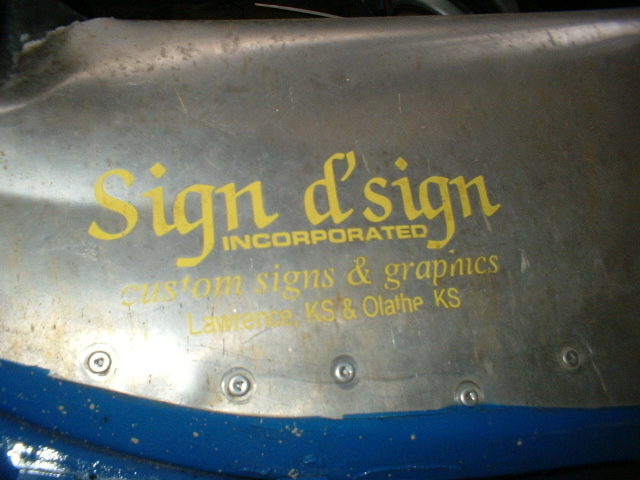 Sign d'sign
INCORPORATED
custom signs & graphics
Lawrence, KS & Olathe KS